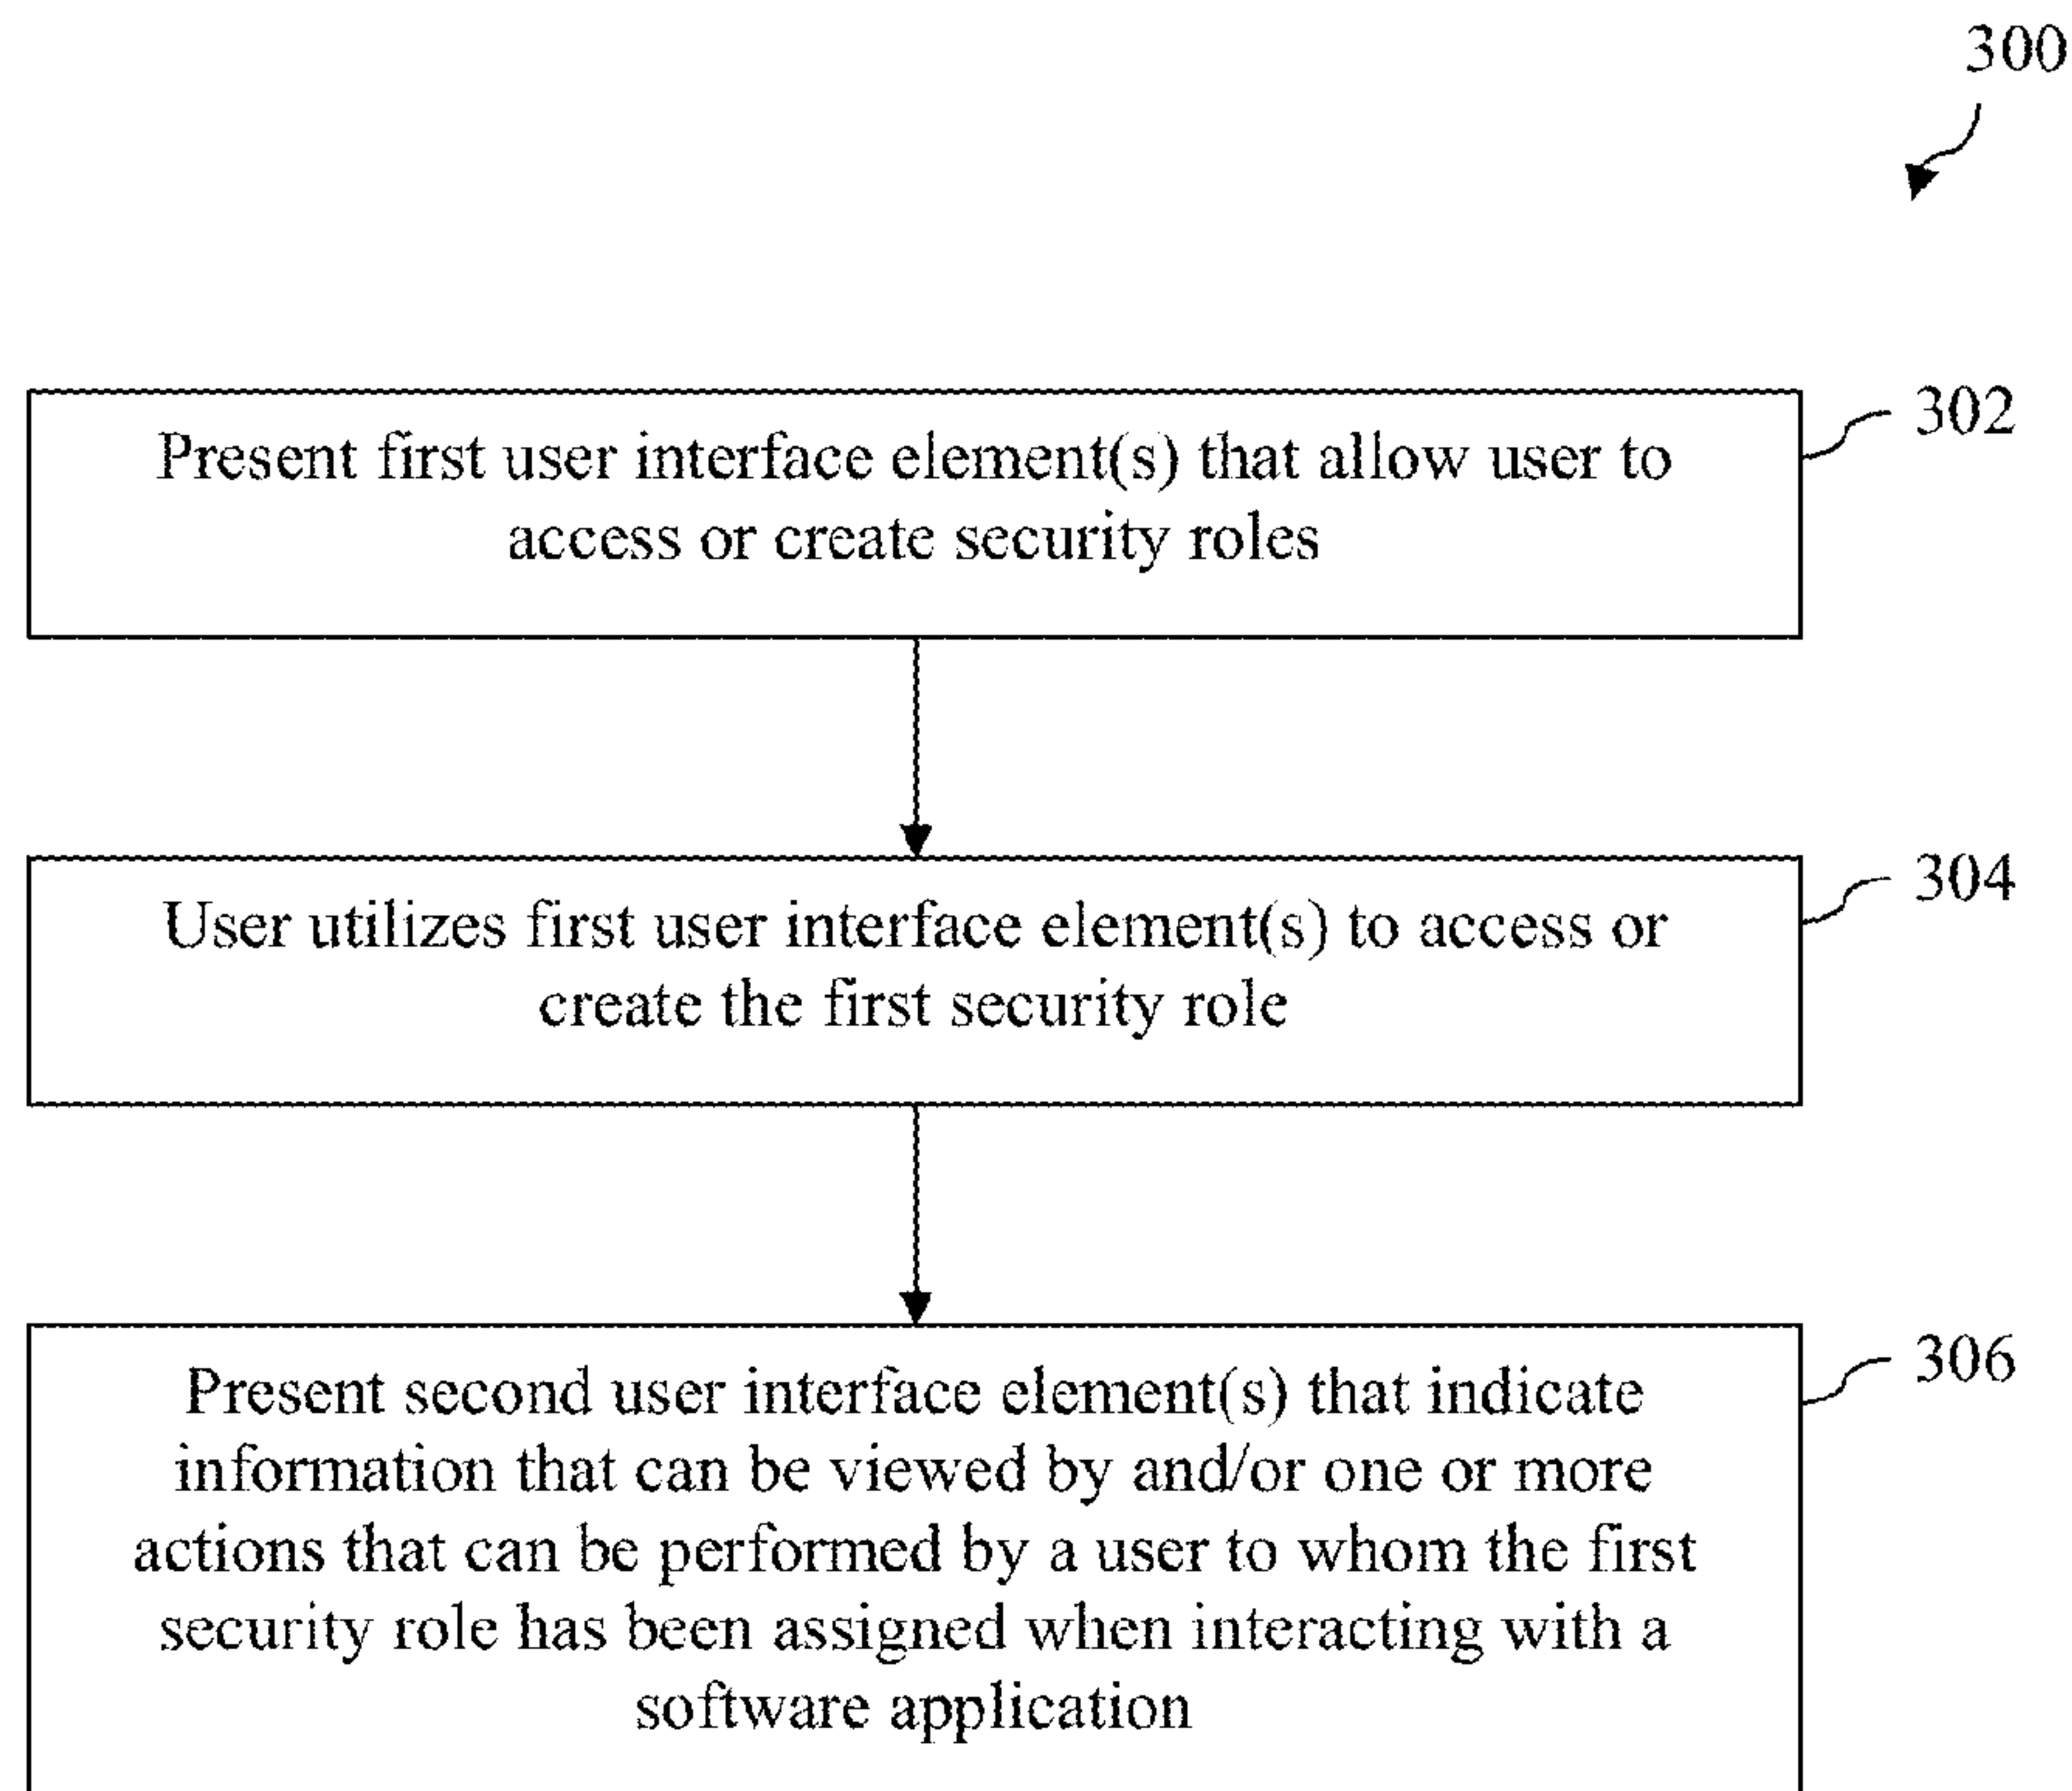 300
302
Present first user interface element(s) that allow user to
access or create security roles
304
User utilizes first user interface element(s) to access or
create the first security role
306
Present second user interface element(s) that indicate
information that can be viewed by and/or one or more
actions that can be performed by a user to whom the first
security role has been assigned when interacting with a
software application